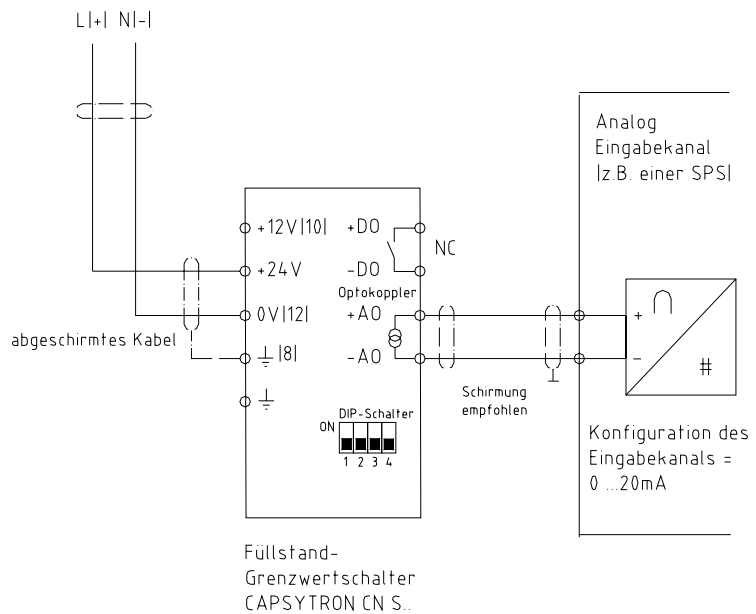 L|+| N|-|
Analog
Eingabekanal
|z.B. einer SPS|
+12V|10| +DO
NC
+24V -DO
Optokoppler
0V|12| +AO
+
abgeschirmtes Kabel
|8| -AO
-
Schirmung
empfohlen
#
DIP-Schalter
ON
1 2 3 4
Konfiguration des
Eingabekanals =
0 ...20mA
Füllstand-
Grenzwertschalter
CAPSYTRON CN S..